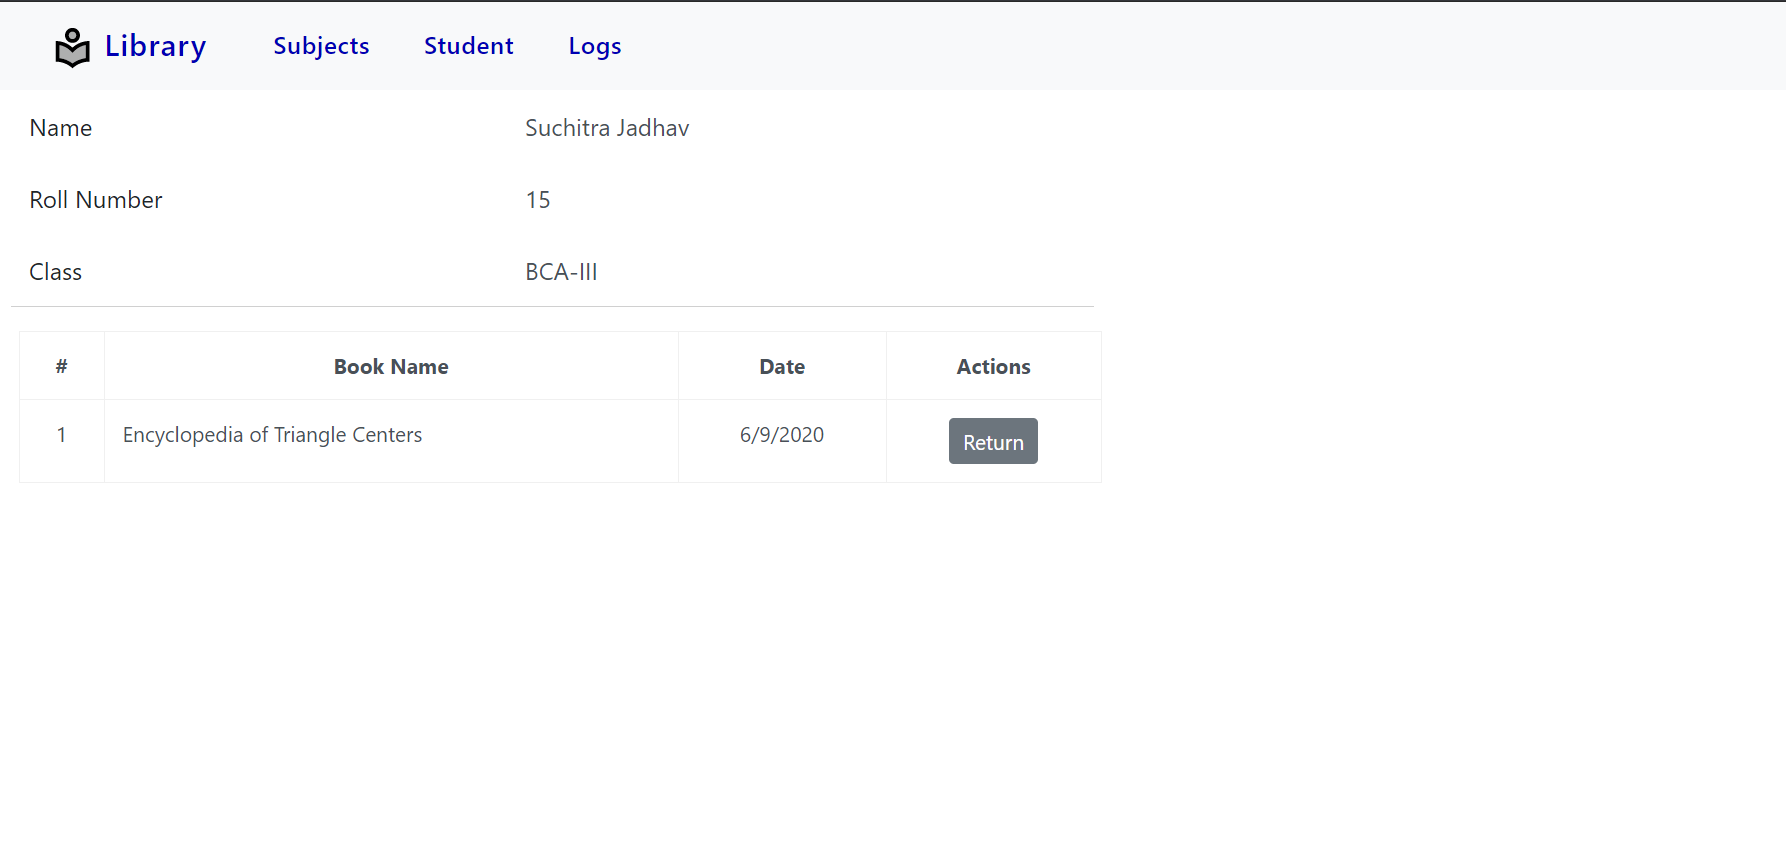 Library Subjects Student Logs
Name Suchitra Jadhav
Roll Number 15
Class BCA-III
# Book Name Date Actions
1 Encyclopedia of Triangle Centers 6/9/2020 Return